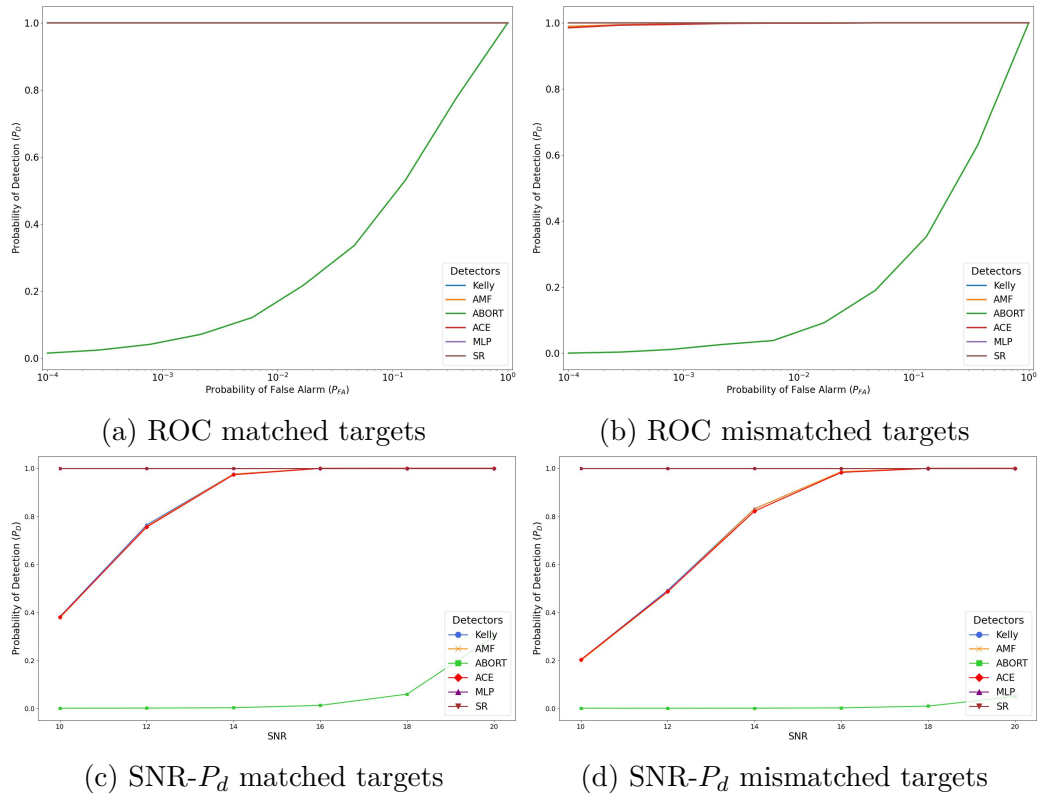 1.0
0.8
0.6
0.4
0.2
0.0
Probability of Detection (P_D)
10^-4
10^-3
10^-2
10^-1
10^0
Probability of False Alarm (P_FA)
Detectors
Kelly
AMF
ABORT
ACE
MLP
SR
(a) ROC matched targets
1.0
0.8
0.6
0.4
0.2
0.0
Probability of Detection (P_D)
10^-4
10^-3
10^-2
10^-1
10^0
Probability of False Alarm (P_FA)
Detectors
Kelly
AMF
ABORT
ACE
MLP
SR
(b) ROC mismatched targets
1.0
0.8
0.6
0.4
0.2
0.0
Probability of Detection (P_D)
10
12
14
16
18
20
SNR
Detectors
Kelly
AMF
ABORT
ACE
MLP
SR
(c) SNR-P_d matched targets
1.0
0.8
0.6
0.4
0.2
0.0
Probability of Detection (P_D)
10
12
14
16
18
20
SNR
Detectors
Kelly
AMF
ABORT
ACE
MLP
SR
(d) SNR-P_d mismatched targets